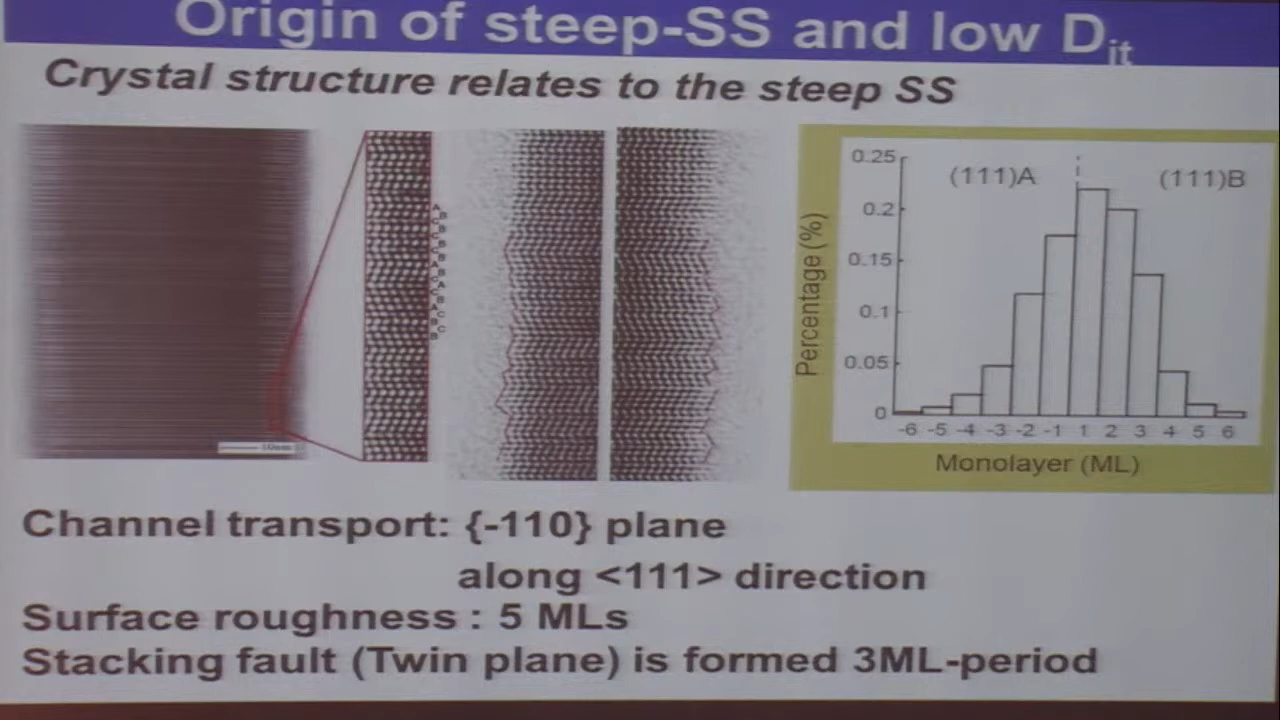 Origin of steep-SS and low Dit
Crystal structure relates to the steep SS
10nm
Percentage (%)
0.25
0.2
0.15
0.1
0.05
0
(111)A
(111)B
-6 -5 -4 -3 -2 -1 1 2 3 4 5 6
Monolayer (ML)
Channel transport: {-110} plane
along <111> direction
Surface roughness : 5 MLs
Stacking fault (Twin plane) is formed 3ML-period